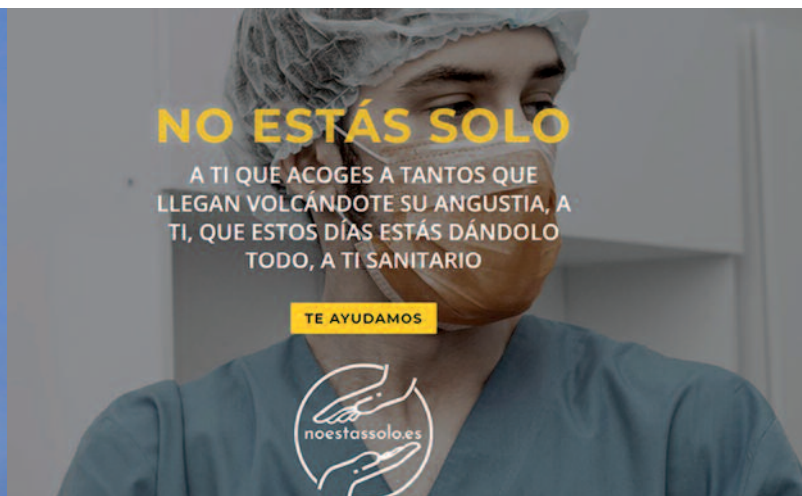 NO ESTÁS SOLO
A TI QUE ACOGES A TANTOS QUE
LLEGAN VOLCÁNDOTE SU ANGUSTIA, A
TI, QUE ESTOS DÍAS ESTÁS DÁNDOLO
TODO, A TI SANITARIO
TE AYUDAMOS
noestassolo.es